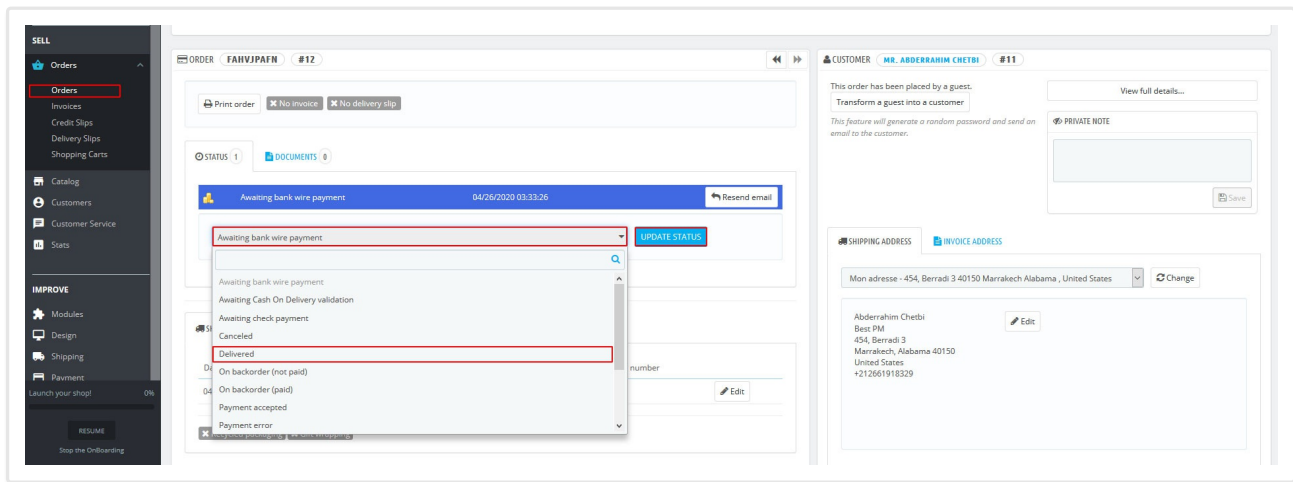 SELL
Orders
Orders
Invoices
Credit Slips
Delivery Slips
Shopping Carts
Catalog
Customers
Customer Service
Stats
IMPROVE
Modules
Design
Shipping
Payment
Launch your shop! 0%
RESUME
Stop the OnBoarding
ORDER FAHVJPAFN #12
Print order No invoice No delivery slip
STATUS 1 DOCUMENTS 0
Awaiting bank wire payment 04/26/2020 03:33:26 Resend email
Awaiting bank wire payment UPDATE STATUS
Awaiting bank wire payment
Awaiting Cash On Delivery validation
Awaiting check payment
Canceled
Delivered
On backorder (not paid)
On backorder (paid)
Payment accepted
Payment error
number
04
Edit
CUSTOMER MR. ABDERRAHIM CHETBI #11
This order has been placed by a guest.
Transform a guest into a customer
This feature will generate a random password and send an
email to the customer.
View full details...
PRIVATE NOTE
Save
SHIPPING ADDRESS INVOICE ADDRESS
Mon adresse - 454, Berradi 3 40150 Marrakech Alabama , United States Change
Abderrahim Chetbi
Best PM
454, Berradi 3
Marrakech, Alabama 40150
United States
+212661918329
Edit